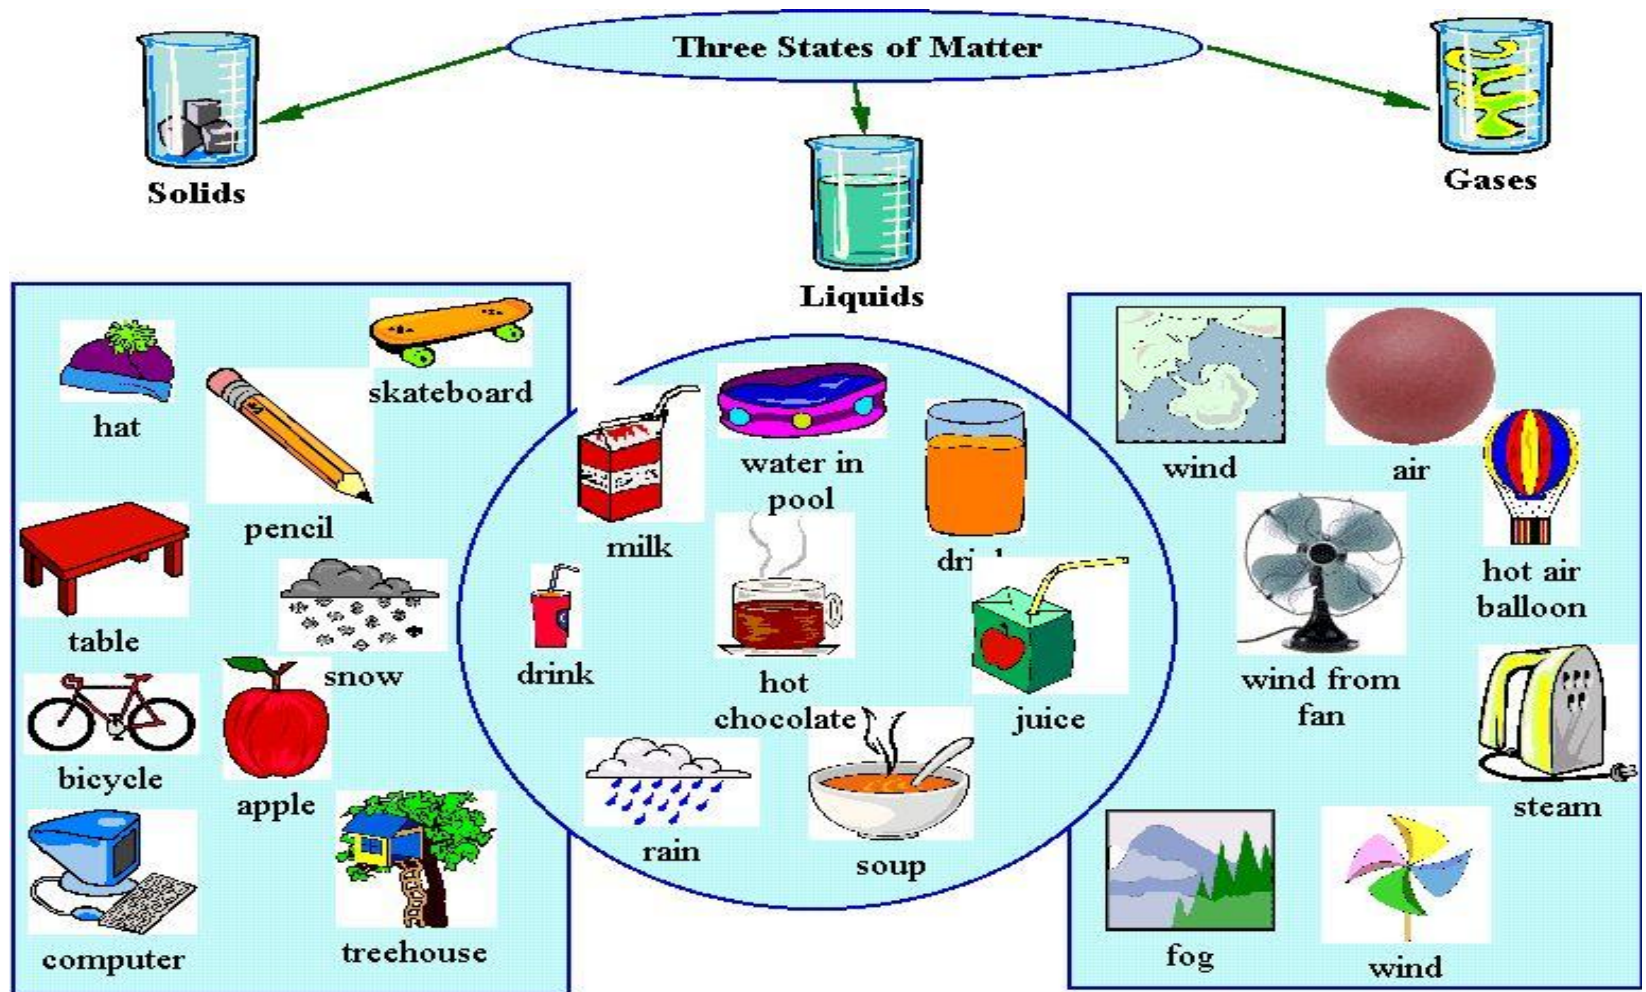 Three States of Matter
Solids
Liquids
Gases
hat
skateboard
pencil
table
snow
bicycle
apple
computer
treehouse
milk
water in
pool
drink
hot
chocolate
juice
rain
soup
wind
air
hot air
balloon
wind from
fan
steam
fog
wind